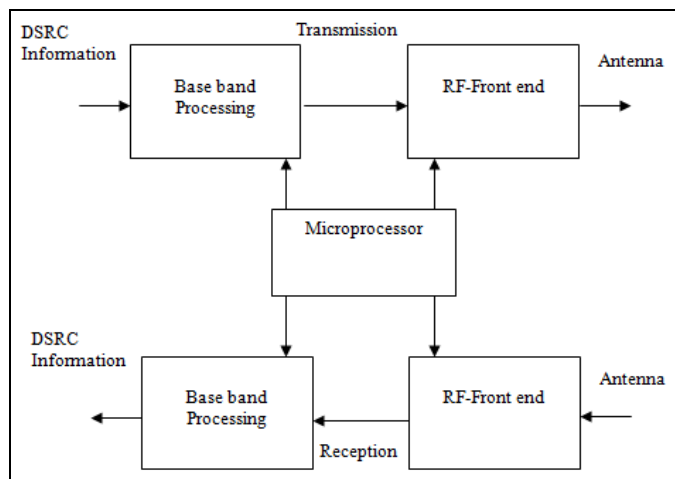 DSRC
Information
Transmission
Antenna
Base band
Processing
RF-Front end
Microprocessor
DSRC
Information
Antenna
Base band
Processing
RF-Front end
Reception